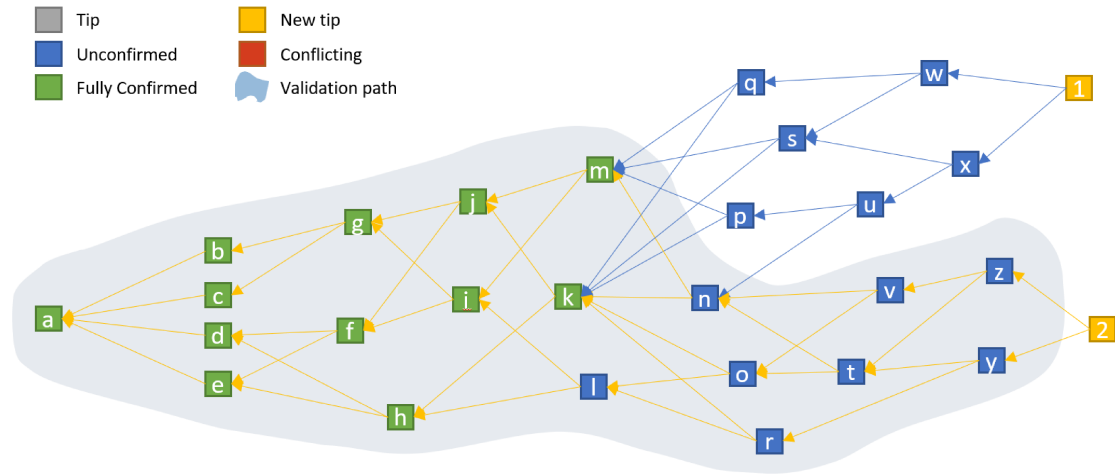 Tip
New tip
Unconfirmed
Conflicting
Fully Confirmed
Validation path
q
w
1
s
x
m
p
u
j
g
b
z
c
i
k
n
v
a
d
f
2
e
o
t
y
l
h
r